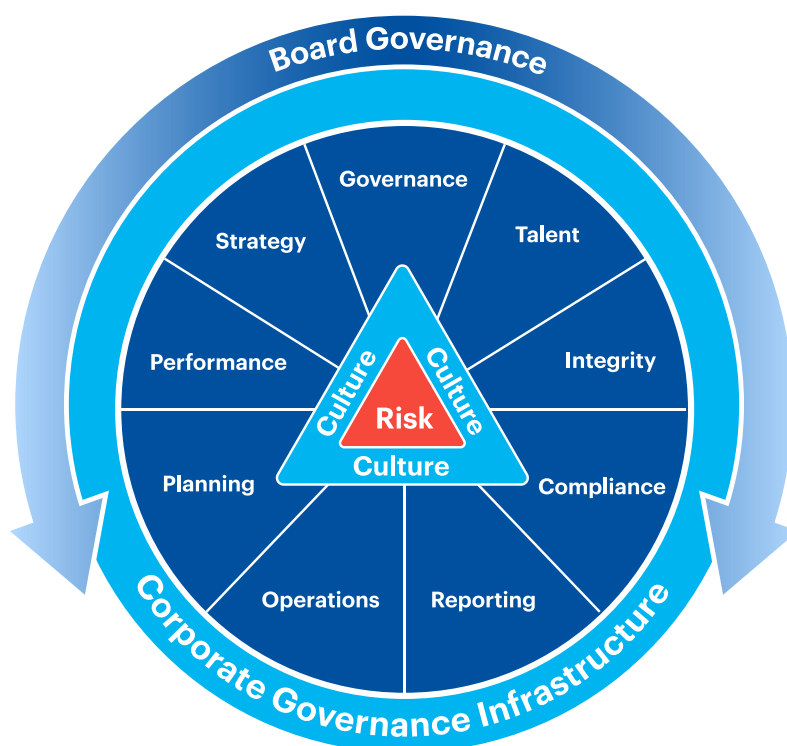 Board Governance
Governance
Strategy
Talent
Performance
Integrity
Culture
Culture
Risk
Culture
Planning
Compliance
Operations
Reporting
Corporate Governance Infrastructure